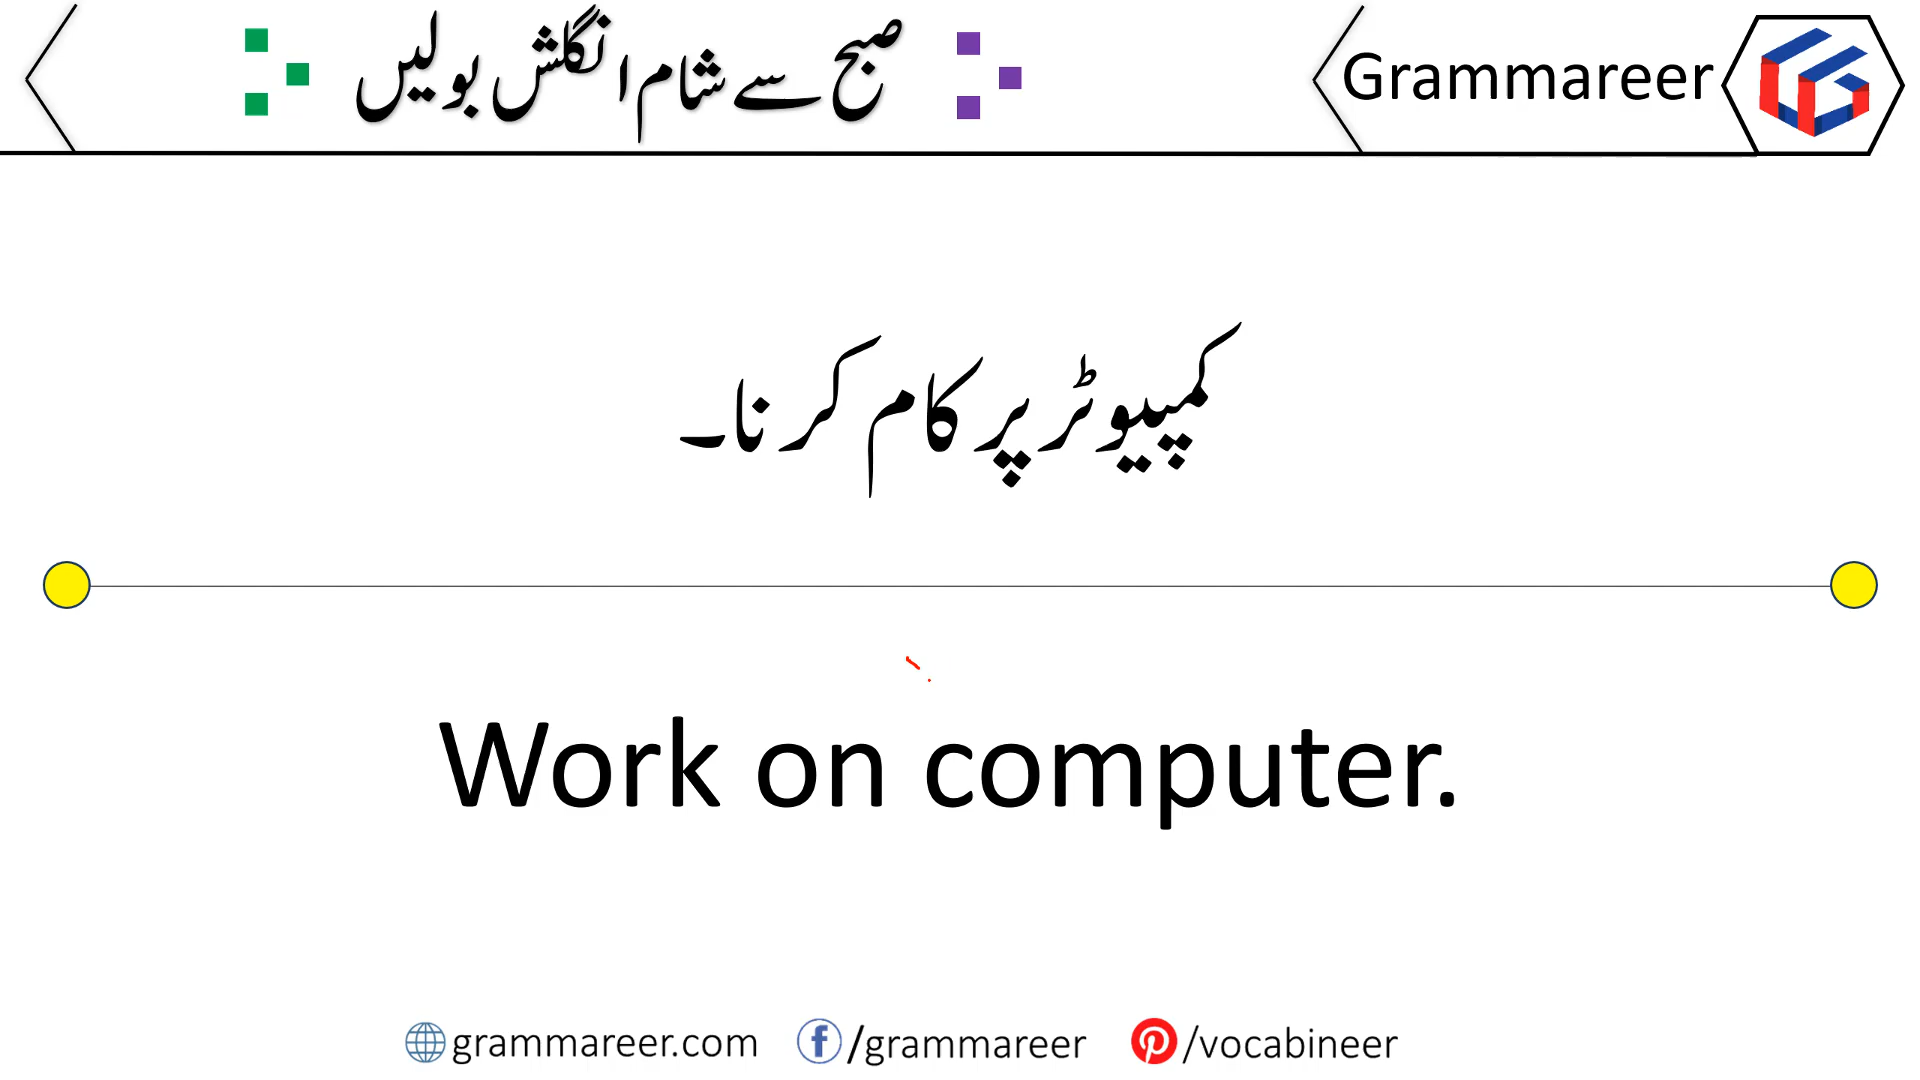 صبح سے شام انگلش بولیں
Grammareer
کمپیوٹر پر کام کرنا۔
Work on computer.
grammareer.com /grammareer /vocabineer